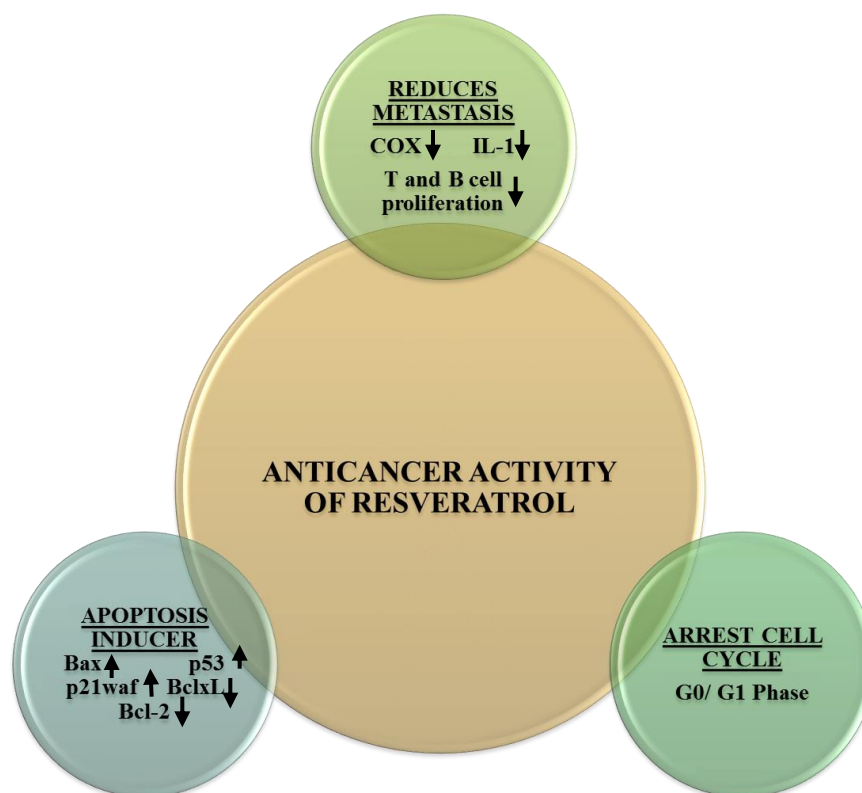 REDUCES
METASTASIS
COX ↓ IL-1 ↓
T and B cell
proliferation ↓
ANTICANCER ACTIVITY
OF RESVERATROL
APOPTOSIS
INDUCER
Bax ↑ p53 ↑
p21waf ↑ BclxL ↓
Bcl-2 ↓
ARREST CELL
CYCLE
G0/ G1 Phase